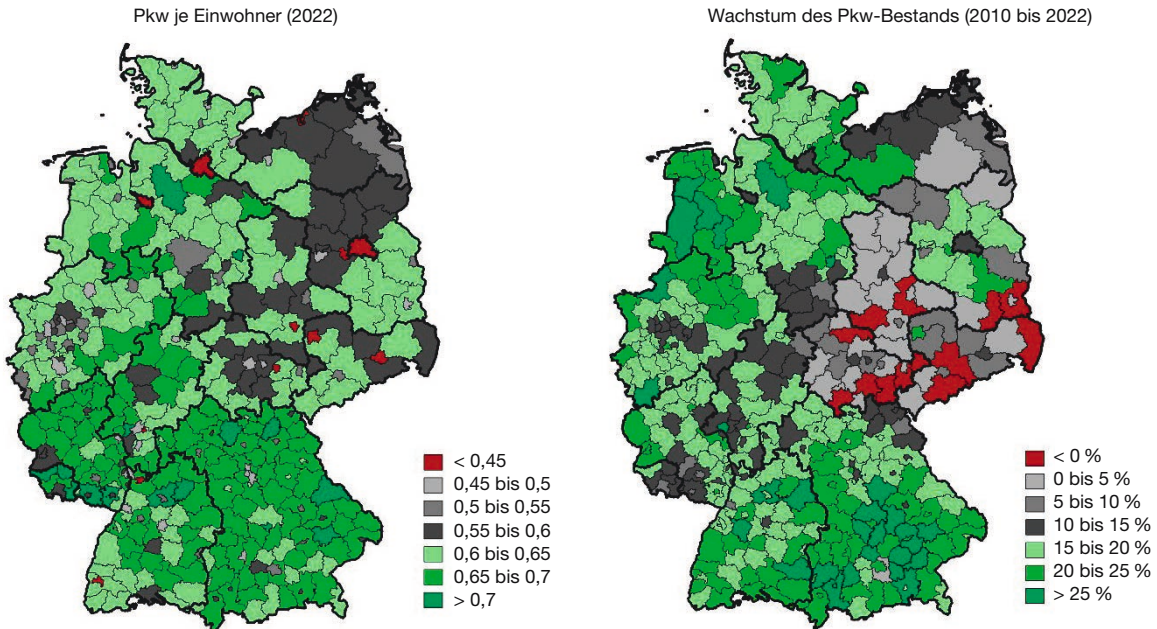 Pkw je Einwohner (2022)
< 0,45
0,45 bis 0,5
0,5 bis 0,55
0,55 bis 0,6
0,6 bis 0,65
0,65 bis 0,7
> 0,7
Wachstum des Pkw-Bestands (2010 bis 2022)
< 0 %
0 bis 5 %
5 bis 10 %
10 bis 15 %
15 bis 20 %
20 bis 25 %
> 25 %